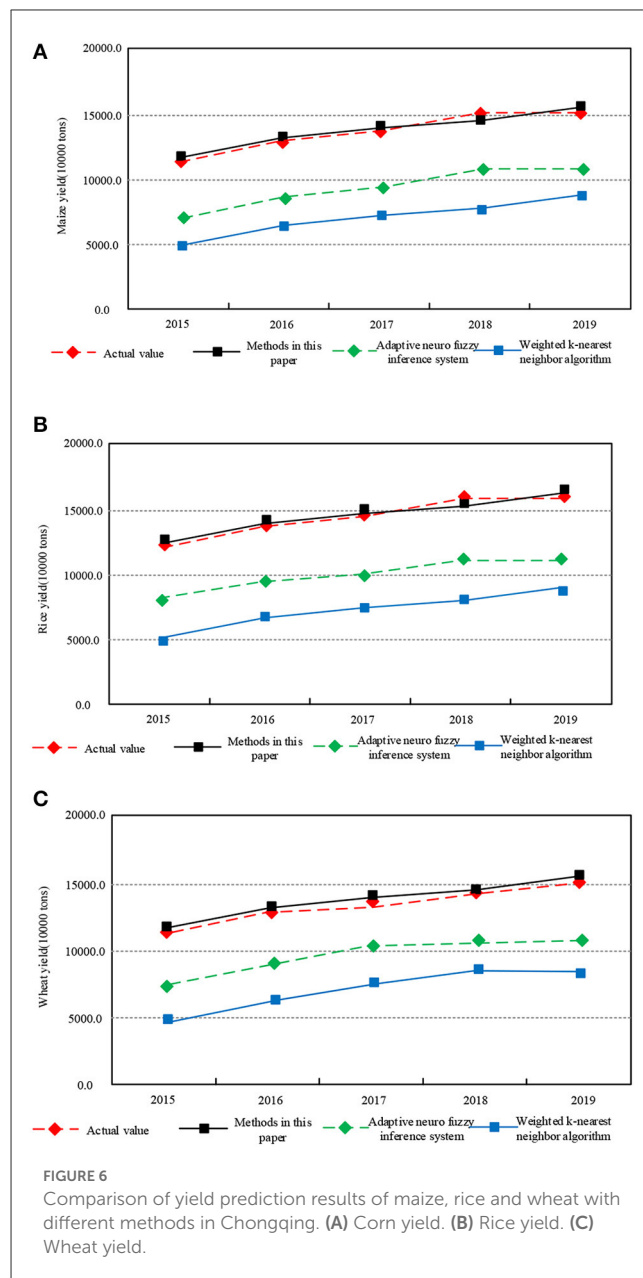 A
20000.0
15000.0
10000.0
5000.0
0.0
Maize yield(10000 tons)
2015 2016 2017 2018 2019
Actual value
Methods in this
paper
Adaptive neuro fuzzy
inference system
Weighted k-nearest
neighbor algorithm
B
20000.0
15000.0
10000.0
5000.0
0.0
Rice yield(10000 tons)
2015 2016 2017 2018 2019
Actual value
Methods in this
paper
Adaptive neuro fuzzy
inference system
Weighted k-nearest
neighbor algorithm
C
20000.0
15000.0
10000.0
5000.0
0.0
Wheat yield(10000 tons)
2015 2016 2017 2018 2019
Actual value
Methods in this
paper
Adaptive neuro fuzzy
inference system
Weighted k-nearest
neighbor algorithm
FIGURE 6
Comparison of yield prediction results of maize, rice and wheat with
different methods in Chongqing. (A) Corn yield. (B) Rice yield. (C)
Wheat yield.